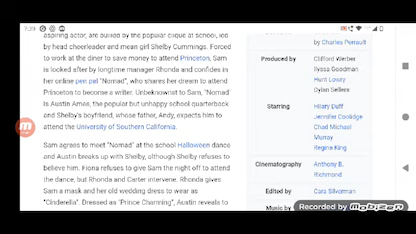 aspiring actor, are bullied by the popular clique at school, led
by head cheerleader and mean girl Shelby Cummings. Forced
to work at the diner to save money to attend Princeton, Sam
is looked after by longtime manager Rhonda and confides in
her online pen pal "Nomad", who shares her dream to attend
Princeton to become a writer. Unbeknownst to Sam, "Nomad"
is Austin Ames, the popular but unhappy school quarterback
and Shelby's boyfriend, whose father, Andy, expects him to
attend the University of Southern California.
Sam agrees to meet "Nomad" at the school Halloween dance
and Austin breaks up with Shelby, although Shelby refuses to
believe him. Fiona refuses to give Sam the night off to attend
the dance, but Rhonda and Carter intervene. Rhonda gives
Sam a mask and her old wedding dress to wear as
"Cinderella". Dressed as "Prince Charming", Austin reveals to
by Charles Perrault
Produced by Clifford Werber
Ilyssa Goodman
Hunt Lowry
Dylan Sellers
Starring Hilary Duff
Jennifer Coolidge
Chad Michael
Murray
Regina King
Cinematography Anthony B.
Richmond
Edited by Cara Silverman
Music by
Recorded by
Mobizen